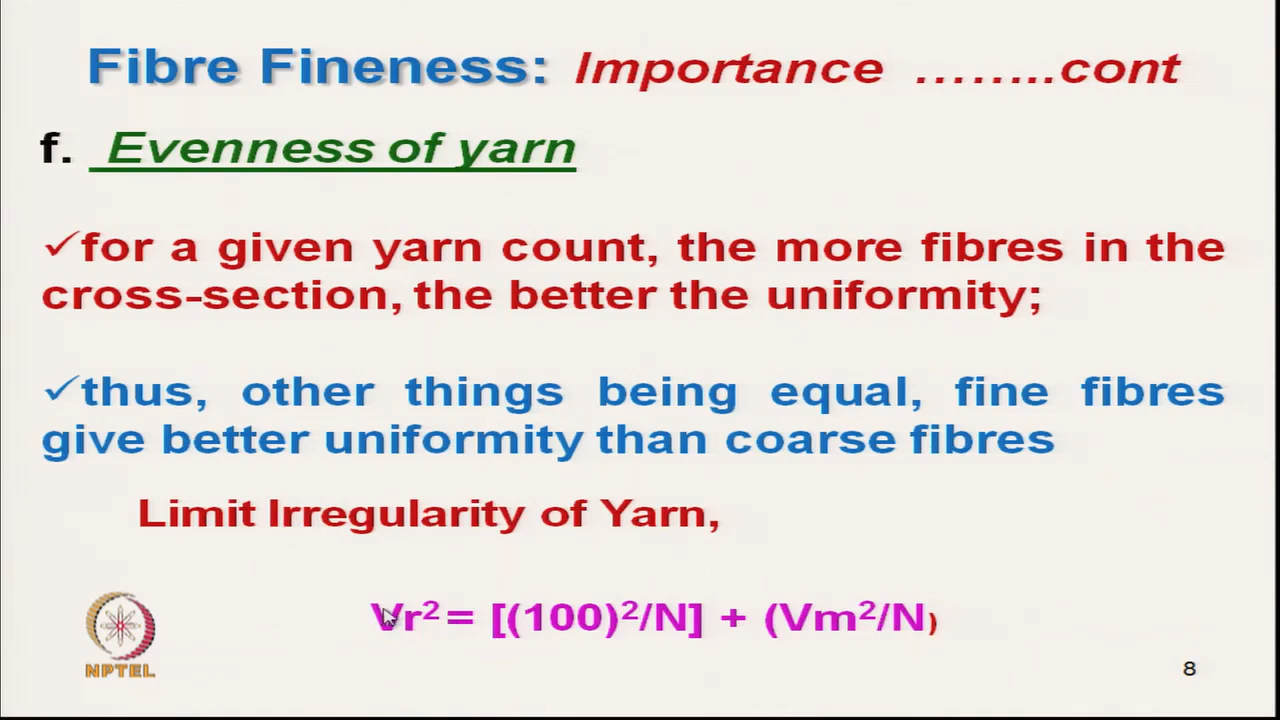 Fibre Fineness: Importance ……..cont
f. Evenness of yarn
✓for a given yarn count, the more fibres in the
cross-section, the better the uniformity;
✓thus, other things being equal, fine fibres
give better uniformity than coarse fibres
Limit Irregularity of Yarn,
Vr²= [(100)²/N] + (Vm²/N)
NPTEL
8